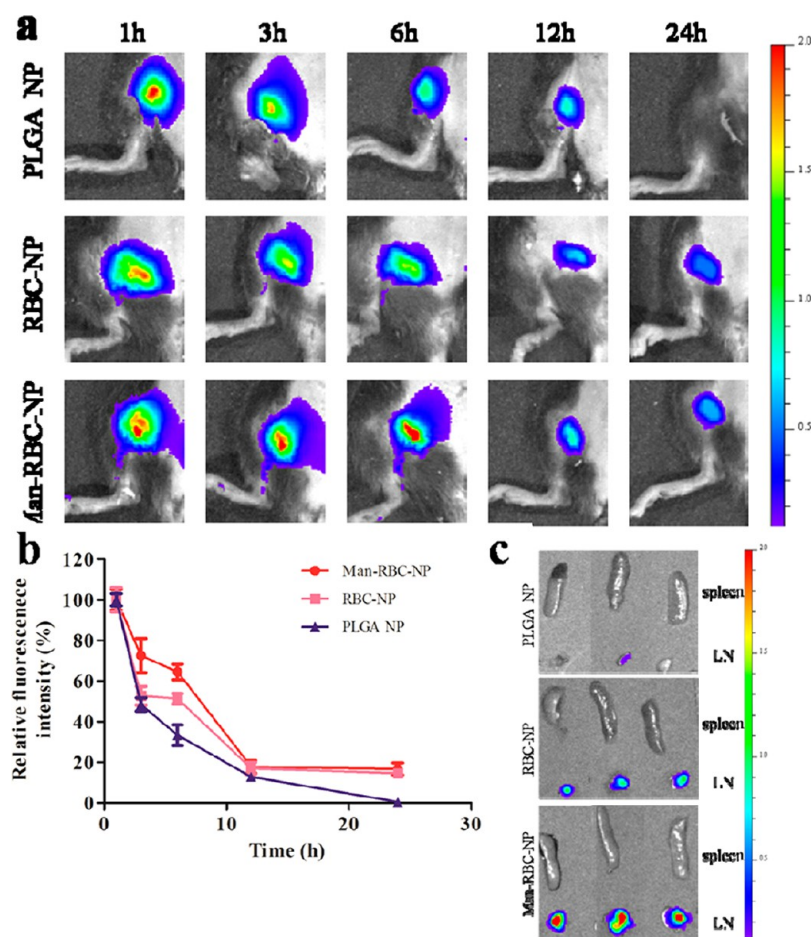 a
1h 3h 6h 12h 24h
PLGA NP
RBC-NP
Man-RBC-NP
2.0
1.5
1.0
0.5
b
120
100
80
60
40
20
0
0 10 20 30
Relative fluorescenece
intensity (%)
Time (h)
Man-RBC-NP
RBC-NP
PLGA NP
c
PLGA NP
spleen
LN
RBC-NP
spleen
LN
Man-RBC-NP
spleen
LN
2.0
1.5
1.0
0.5